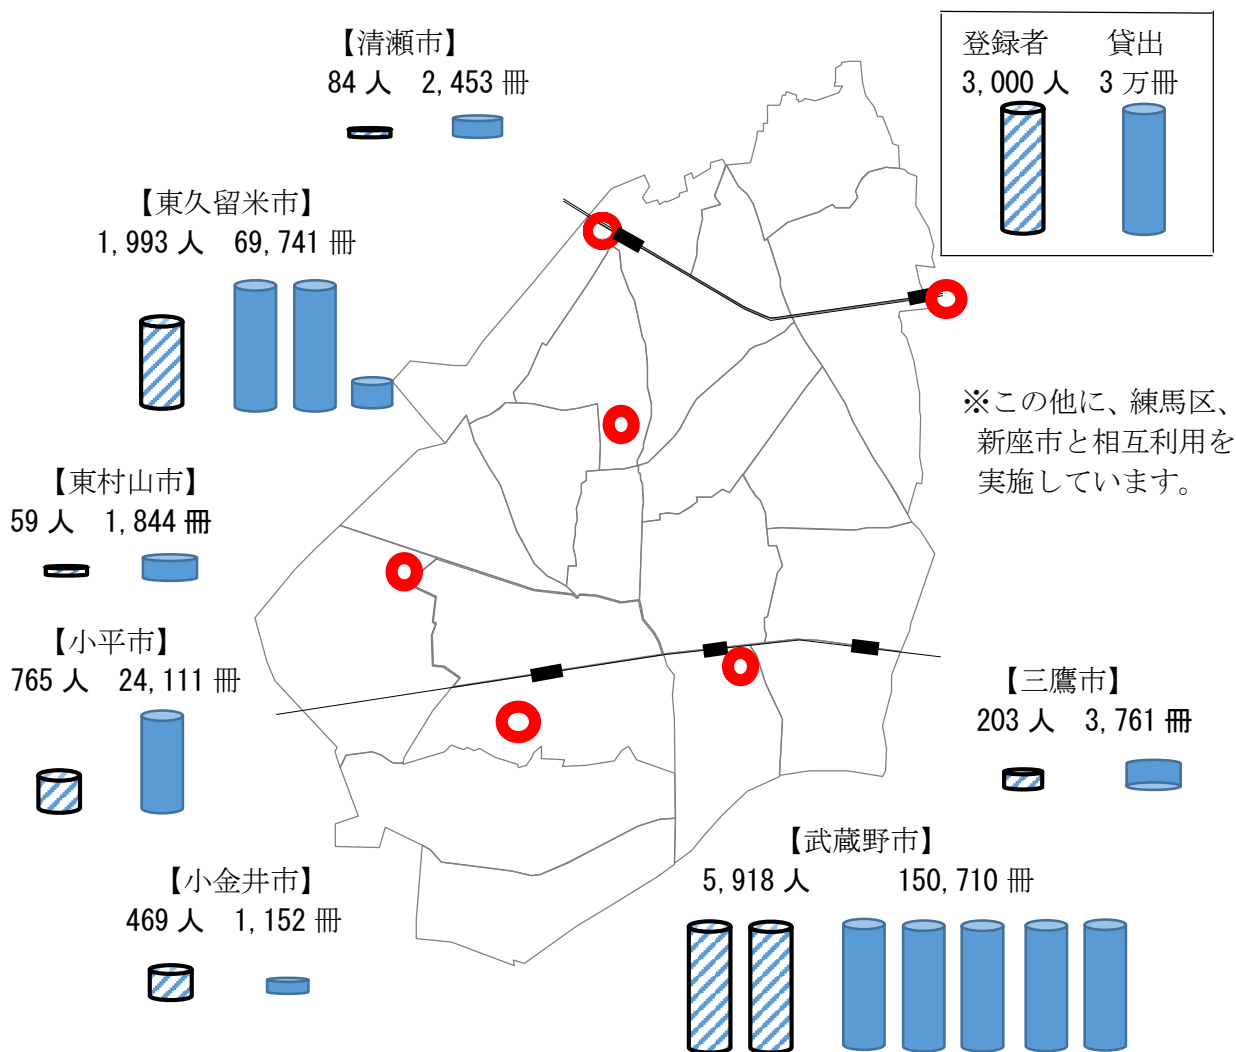 【清瀬市】
84 人 2,453 冊
登録者 貸出
3,000 人 3 万冊
【東久留米市】
1,993 人 69,741 冊
※この他に、練馬区、
新座市と相互利用を
実施しています。
【東村山市】
59 人 1,844 冊
【小平市】
765 人 24,111 冊
【三鷹市】
203 人 3,761 冊
【武蔵野市】
5,918 人 150,710 冊
【小金井市】
469 人 1,152 冊